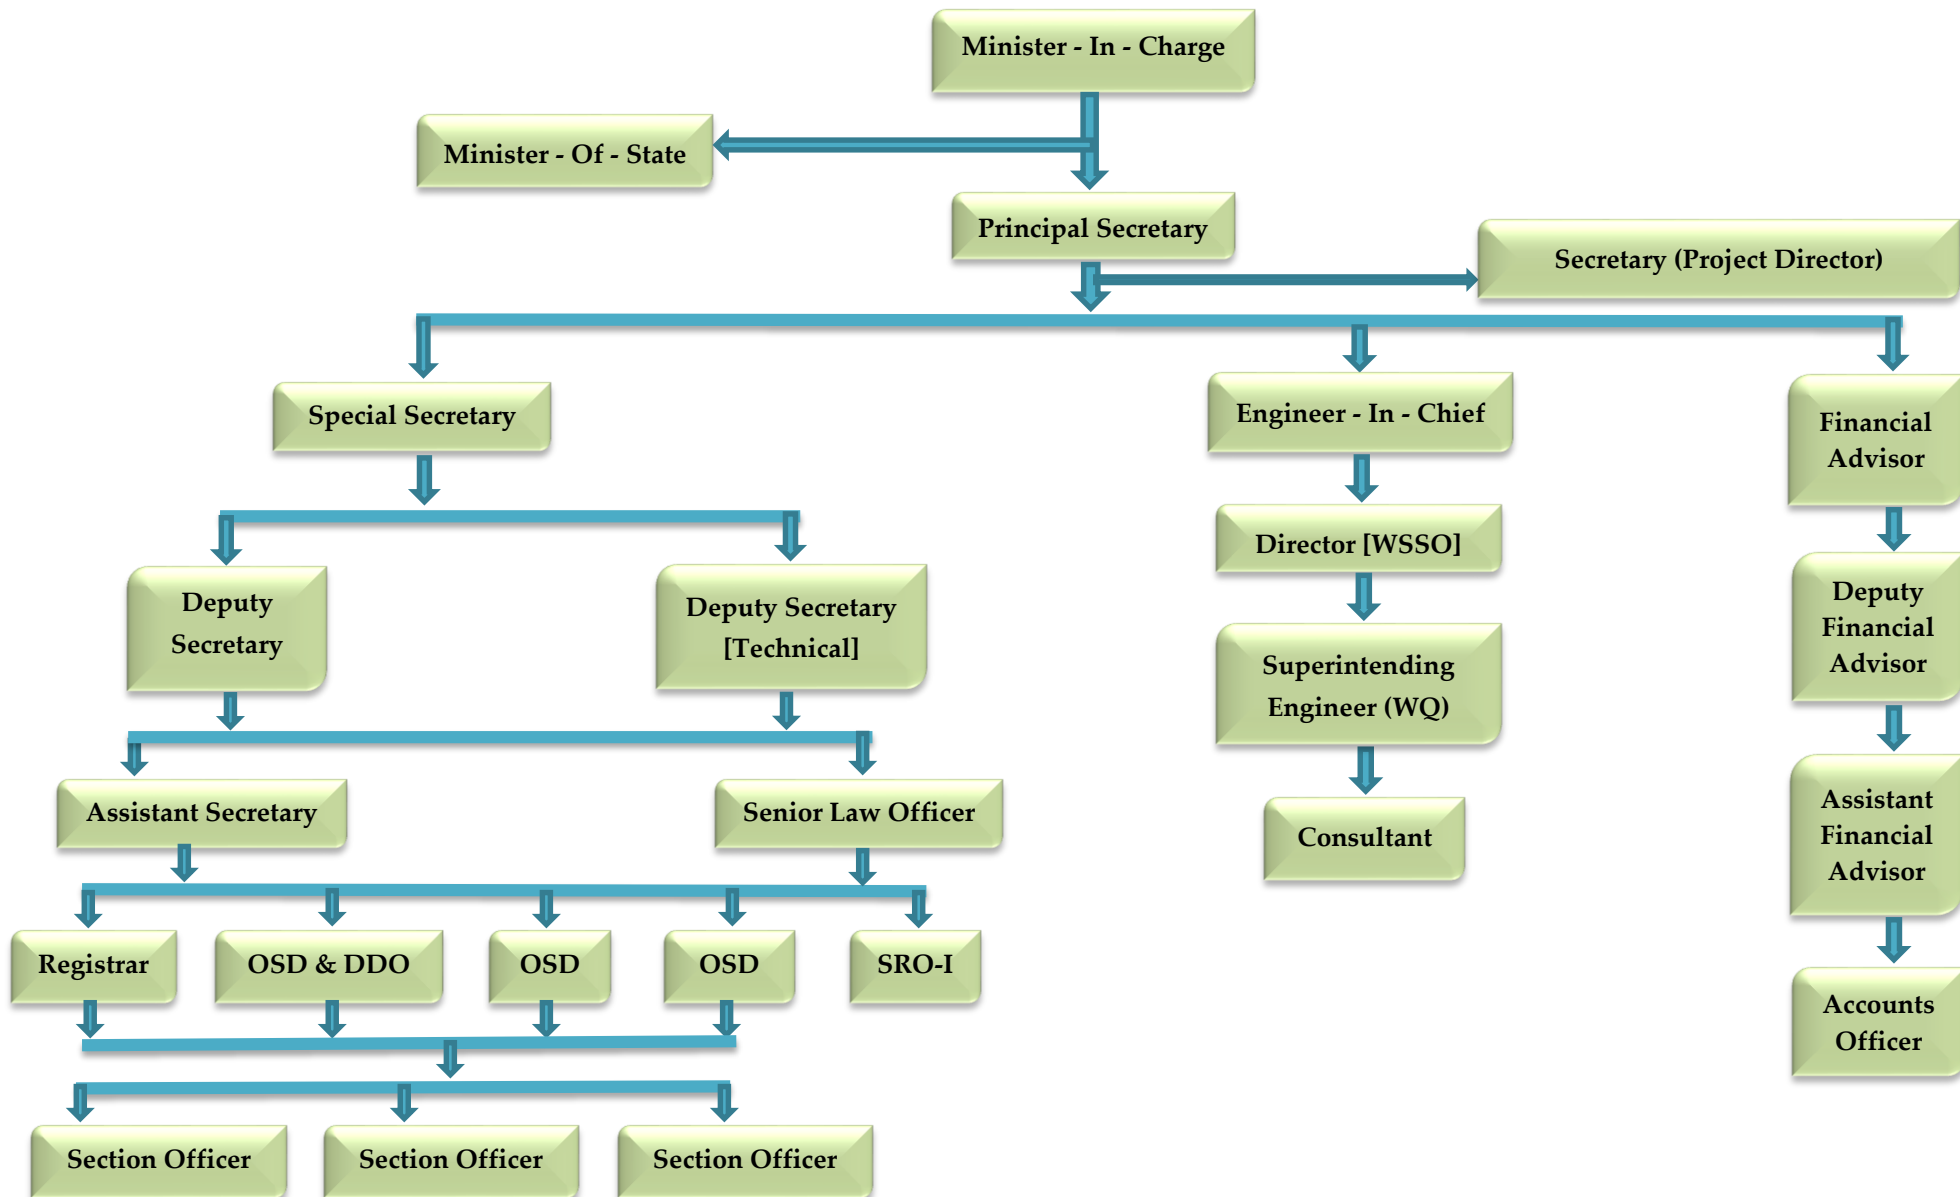 Minister - In - Charge
Minister - Of - State
Principal Secretary
Secretary (Project Director)
Special Secretary
Engineer - In - Chief
Financial
Advisor
Director [WSSO]
Deputy
Secretary
Deputy Secretary
[Technical]
Deputy
Financial
Advisor
Superintending
Engineer (WQ)
Assistant Secretary
Senior Law Officer
Consultant
Assistant
Financial
Advisor
Registrar
OSD & DDO
OSD
OSD
SRO-I
Accounts
Officer
Section Officer
Section Officer
Section Officer